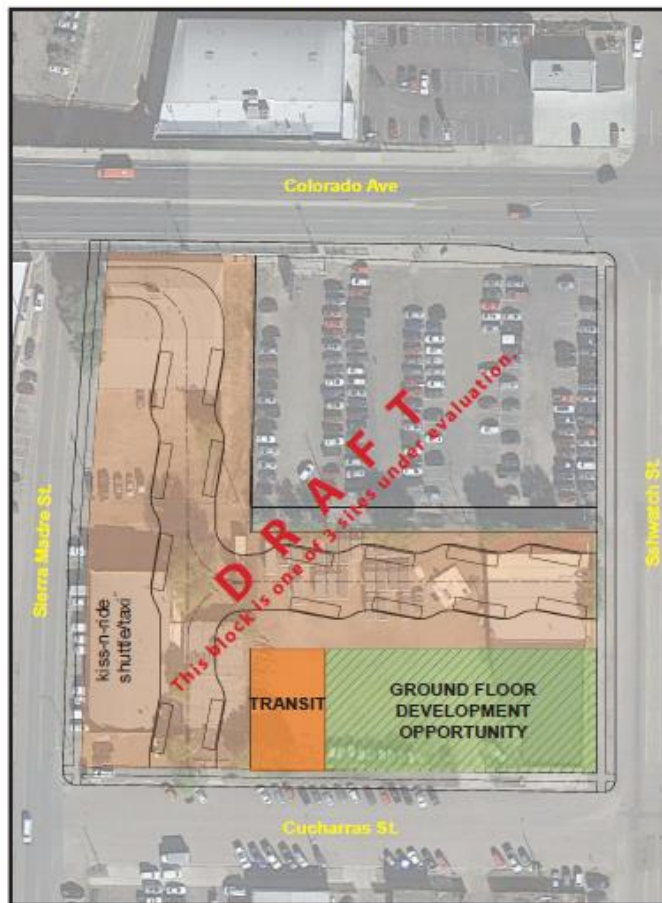 Colorado Ave
DRAFT
This block is one of 3 sites under evaluation.
Sierra Madre St.
Sahwatch St.
kiss-n-ride
shuttle/taxi
TRANSIT
GROUND FLOOR
DEVELOPMENT
OPPORTUNITY
Cucharras St.